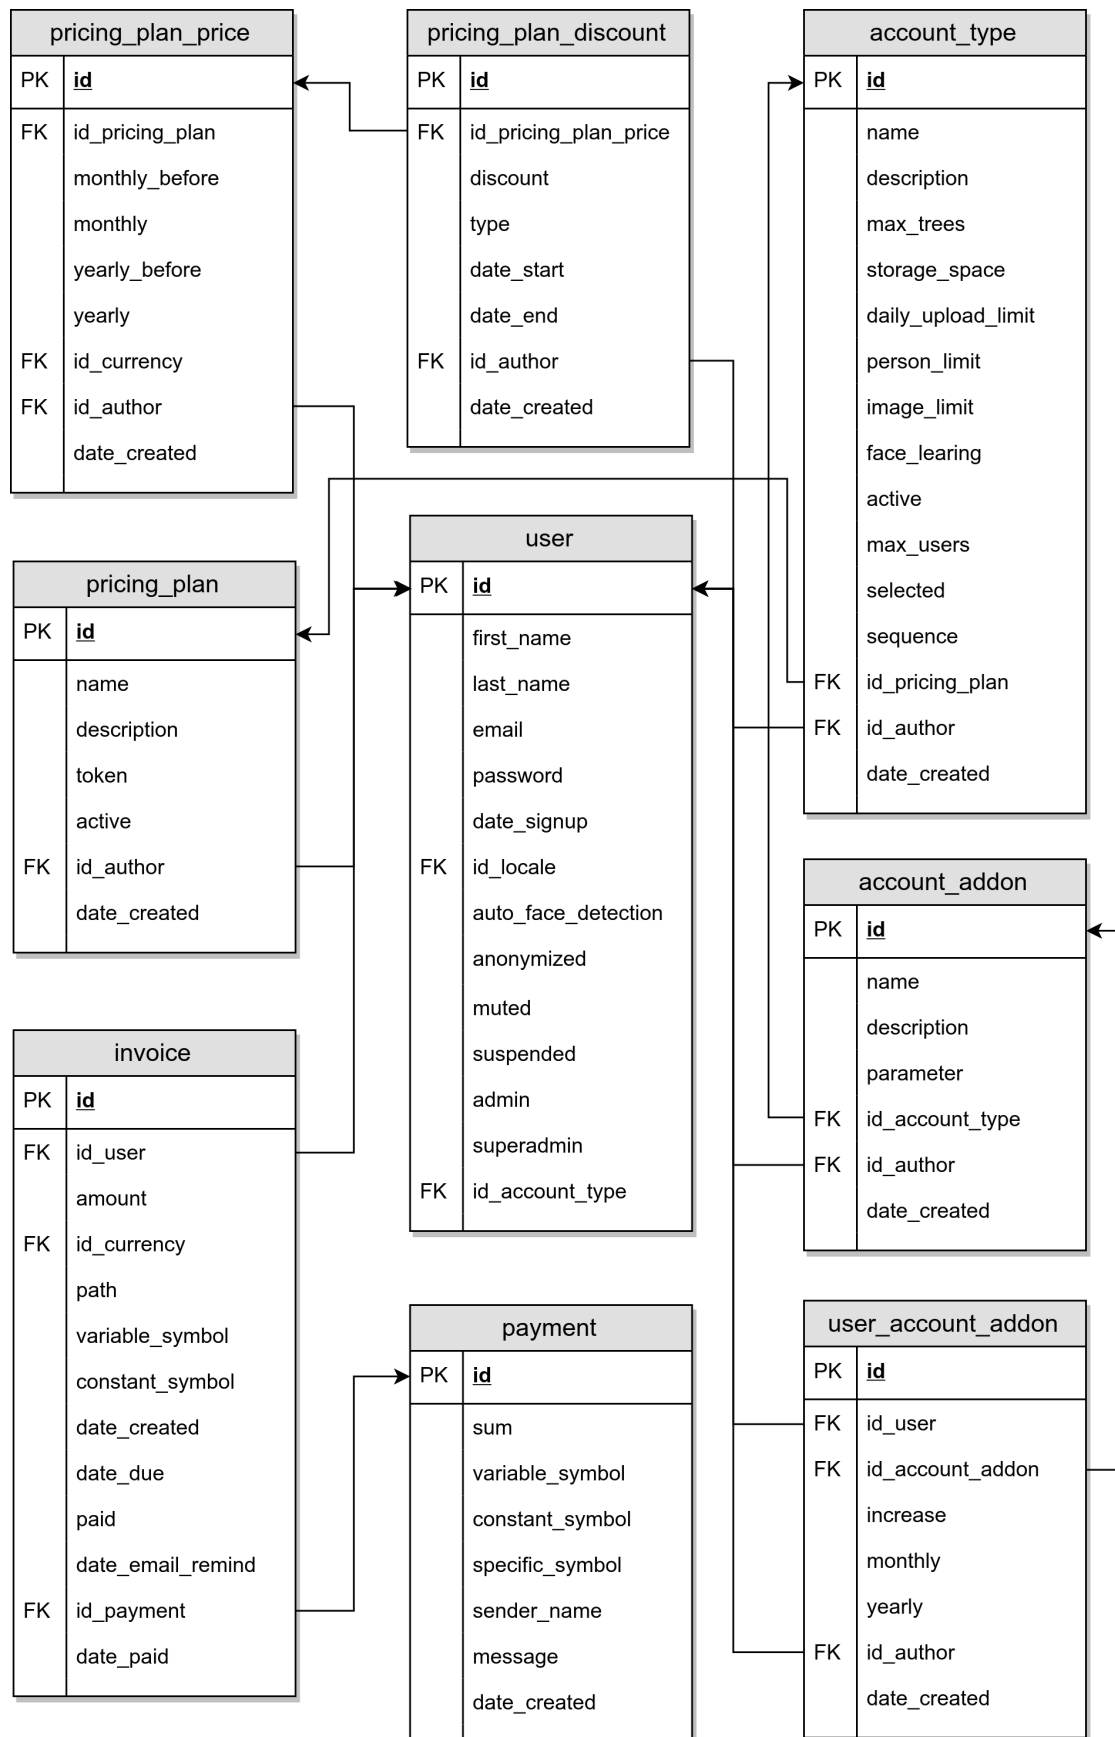 pricing_plan_price
PK id
FK id_pricing_plan
monthly_before
monthly
yearly_before
yearly
FK id_currency
FK id_author
date_created
pricing_plan_discount
PK id
FK id_pricing_plan_price
discount
type
date_start
date_end
FK id_author
date_created
account_type
PK id
name
description
max_trees
storage_space
daily_upload_limit
person_limit
image_limit
face_learing
active
max_users
selected
sequence
FK id_pricing_plan
FK id_author
date_created
pricing_plan
PK id
name
description
token
active
FK id_author
date_created
user
PK id
first_name
last_name
email
password
date_signup
FK id_locale
auto_face_detection
anonymized
muted
suspended
admin
superadmin
FK id_account_type
account_addon
PK id
name
description
parameter
FK id_account_type
FK id_author
date_created
invoice
PK id
FK id_user
amount
FK id_currency
path
variable_symbol
constant_symbol
date_created
date_due
paid
date_email_remind
FK id_payment
date_paid
payment
PK id
sum
variable_symbol
constant_symbol
specific_symbol
sender_name
message
date_created
user_account_addon
PK id
FK id_user
FK id_account_addon
increase
monthly
yearly
FK id_author
date_created